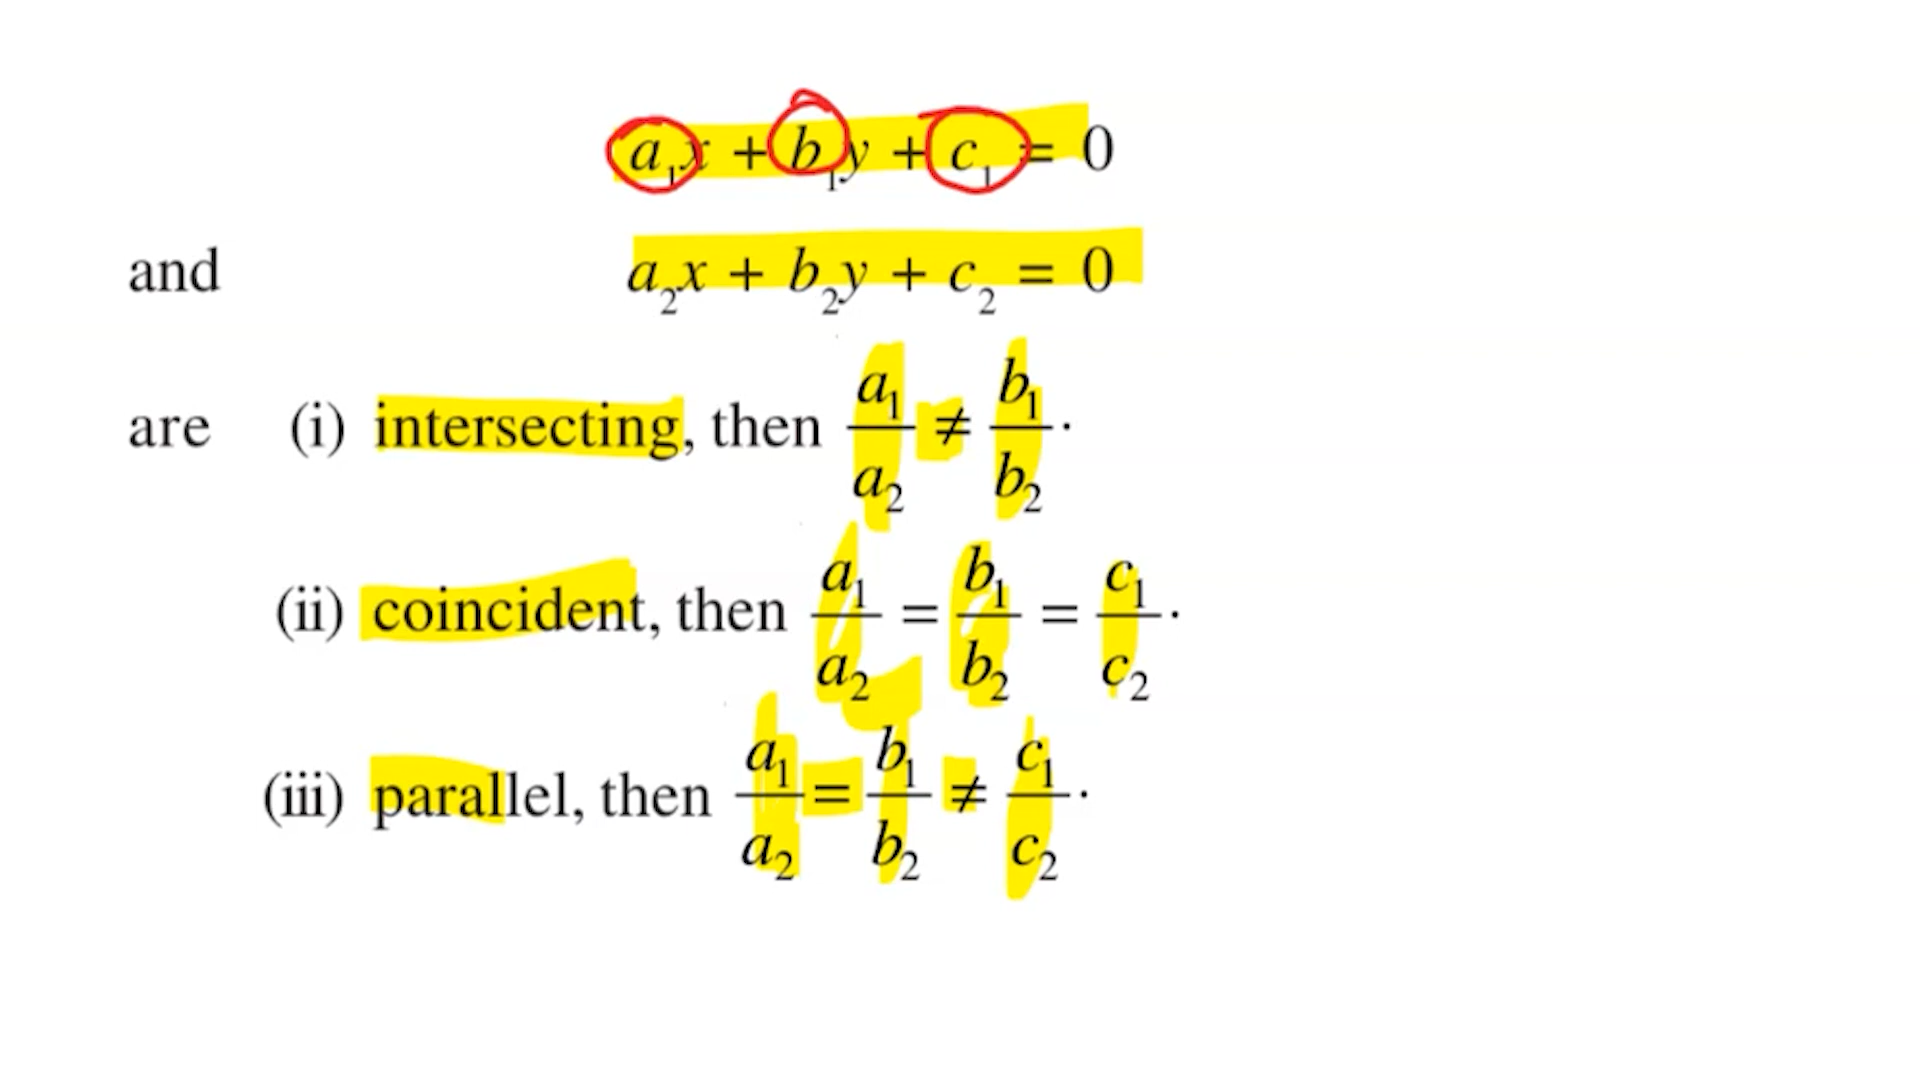 a₁x + b₁y + c₁ = 0
and a₂x + b₂y + c₂ = 0
are (i) intersecting, then a₁/a₂ ≠ b₁/b₂.
(ii) coincident, then a₁/a₂ = b₁/b₂ = c₁/c₂.
(iii) parallel, then a₁/a₂ = b₁/b₂ ≠ c₁/c₂.